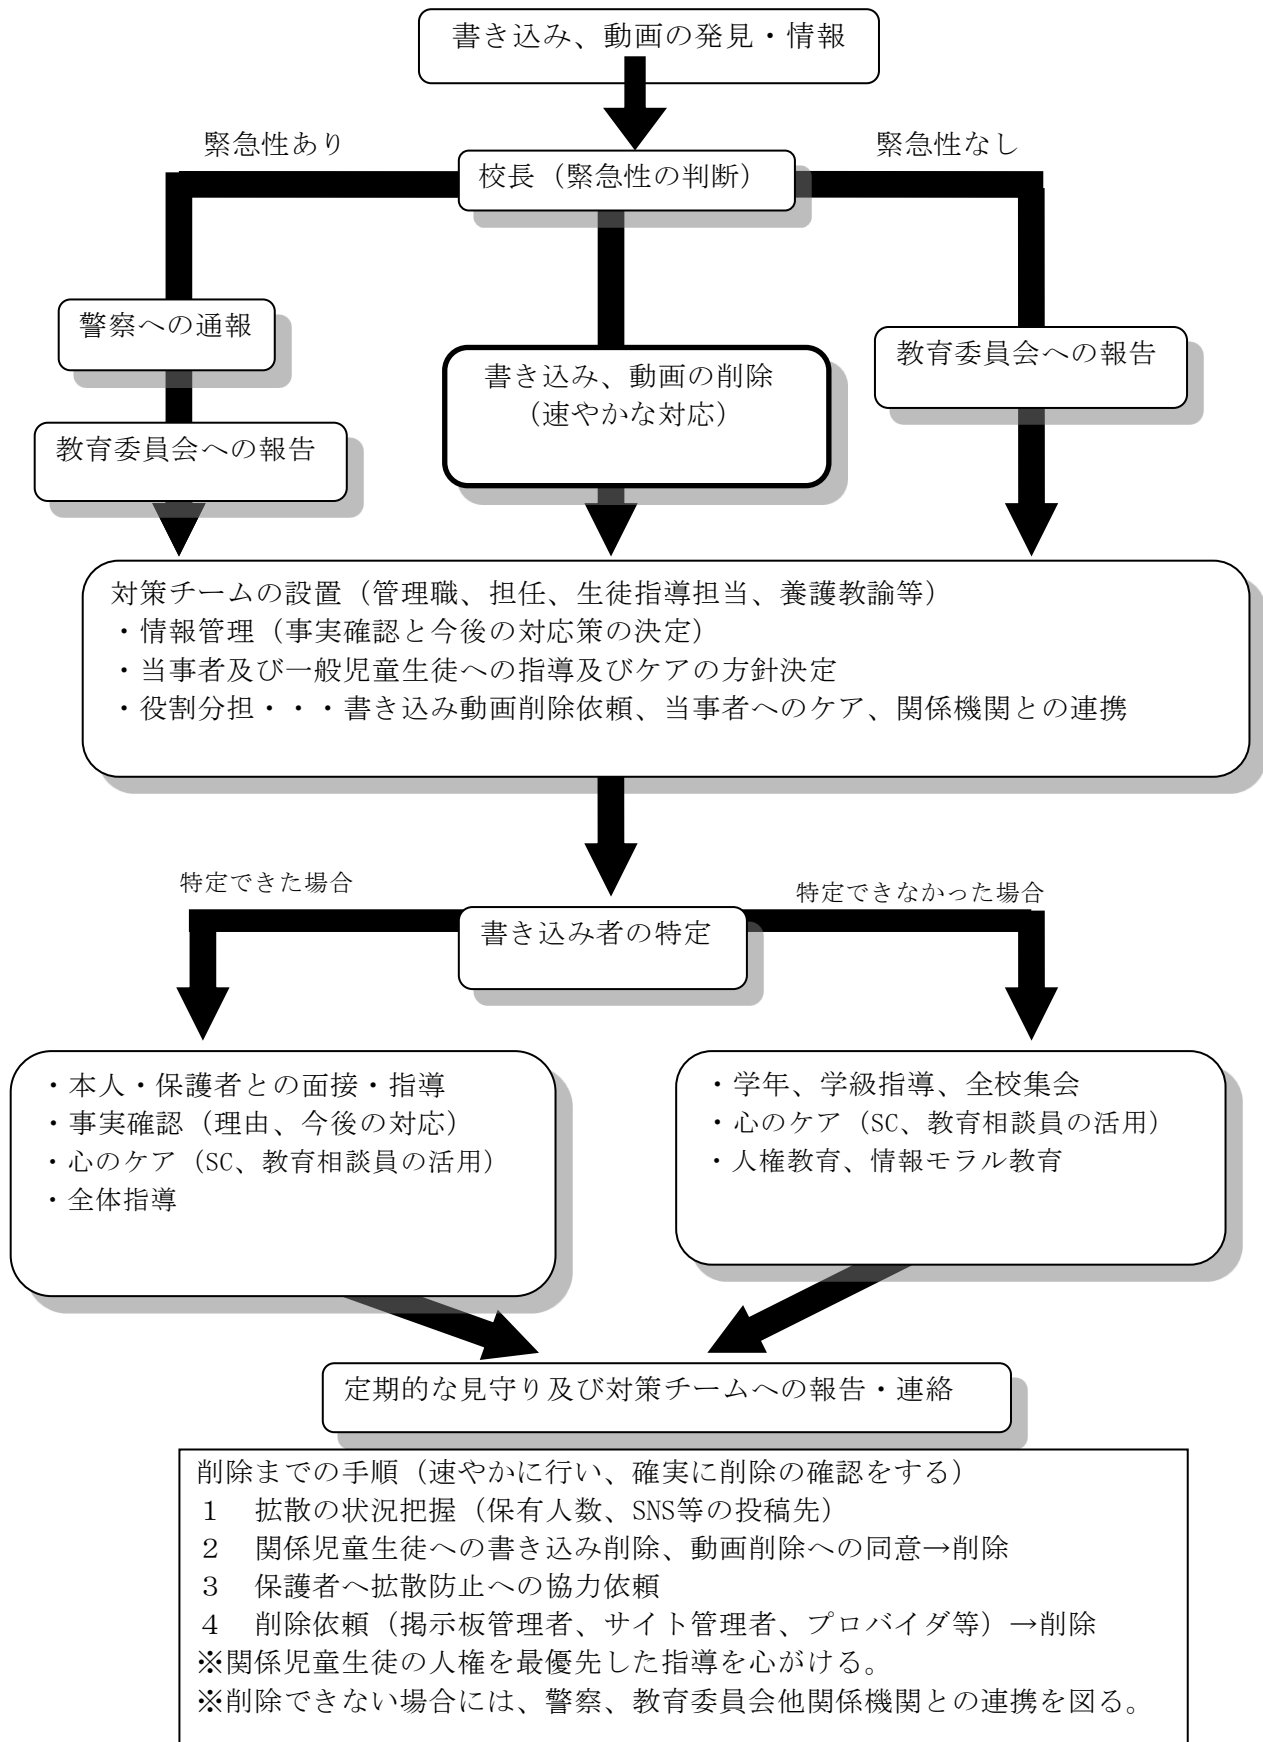 書き込み、動画の発見・情報
緊急性あり
緊急性なし
校長（緊急性の判断）
警察への通報
書き込み、動画の削除
（速やかな対応）
教育委員会への報告
教育委員会への報告
対策チームの設置（管理職、担任、生徒指導担当、養護教諭等）
・情報管理（事実確認と今後の対応策の決定）
・当事者及び一般児童生徒への指導及びケアの方針決定
・役割分担・・・書き込み動画削除依頼、当事者へのケア、関係機関との連携
特定できた場合
特定できなかった場合
書き込み者の特定
・本人・保護者との面接・指導
・事実確認（理由、今後の対応）
・心のケア（SC、教育相談員の活用）
・全体指導
・学年、学級指導、全校集会
・心のケア（SC、教育相談員の活用）
・人権教育、情報モラル教育
定期的な見守り及び対策チームへの報告・連絡
削除までの手順（速やかに行い、確実に削除の確認をする）
１　拡散の状況把握（保有人数、SNS等の投稿先）
２　関係児童生徒への書き込み削除、動画削除への同意→削除
３　保護者へ拡散防止への協力依頼
４　削除依頼（掲示板管理者、サイト管理者、プロバイダ等）→削除
※関係児童生徒の人権を最優先した指導を心がける。
※削除できない場合には、警察、教育委員会他関係機関との連携を図る。